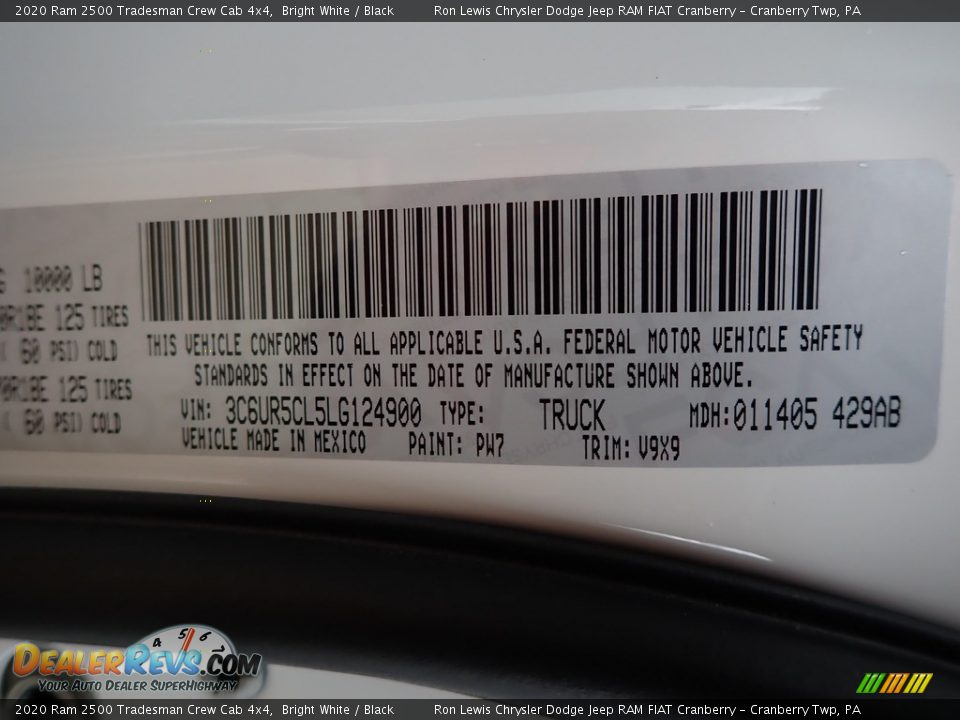 2020 Ram 2500 Tradesman Crew Cab 4x4, Bright White / Black Ron Lewis Chrysler Dodge Jeep RAM FIAT Cranberry – Cranberry Twp, PA
10000 LB
125 TIRES
60 PSI) COLD
125 TIRES
60 PSI) COLD
THIS VEHICLE CONFORMS TO ALL APPLICABLE U.S.A. FEDERAL MOTOR VEHICLE SAFETY
STANDARDS IN EFFECT ON THE DATE OF MANUFACTURE SHOWN ABOVE.
VIN: 3C6UR5CL5LG124900 TYPE: TRUCK MDH:011405 429AB
VEHICLE MADE IN MEXICO PAINT: PW7 TRIM: V9X9
4 5 6
DEALERREVS.COM
YOUR AUTO DEALER SUPERHIGHWAY
2020 Ram 2500 Tradesman Crew Cab 4x4, Bright White / Black Ron Lewis Chrysler Dodge Jeep RAM FIAT Cranberry – Cranberry Twp, PA